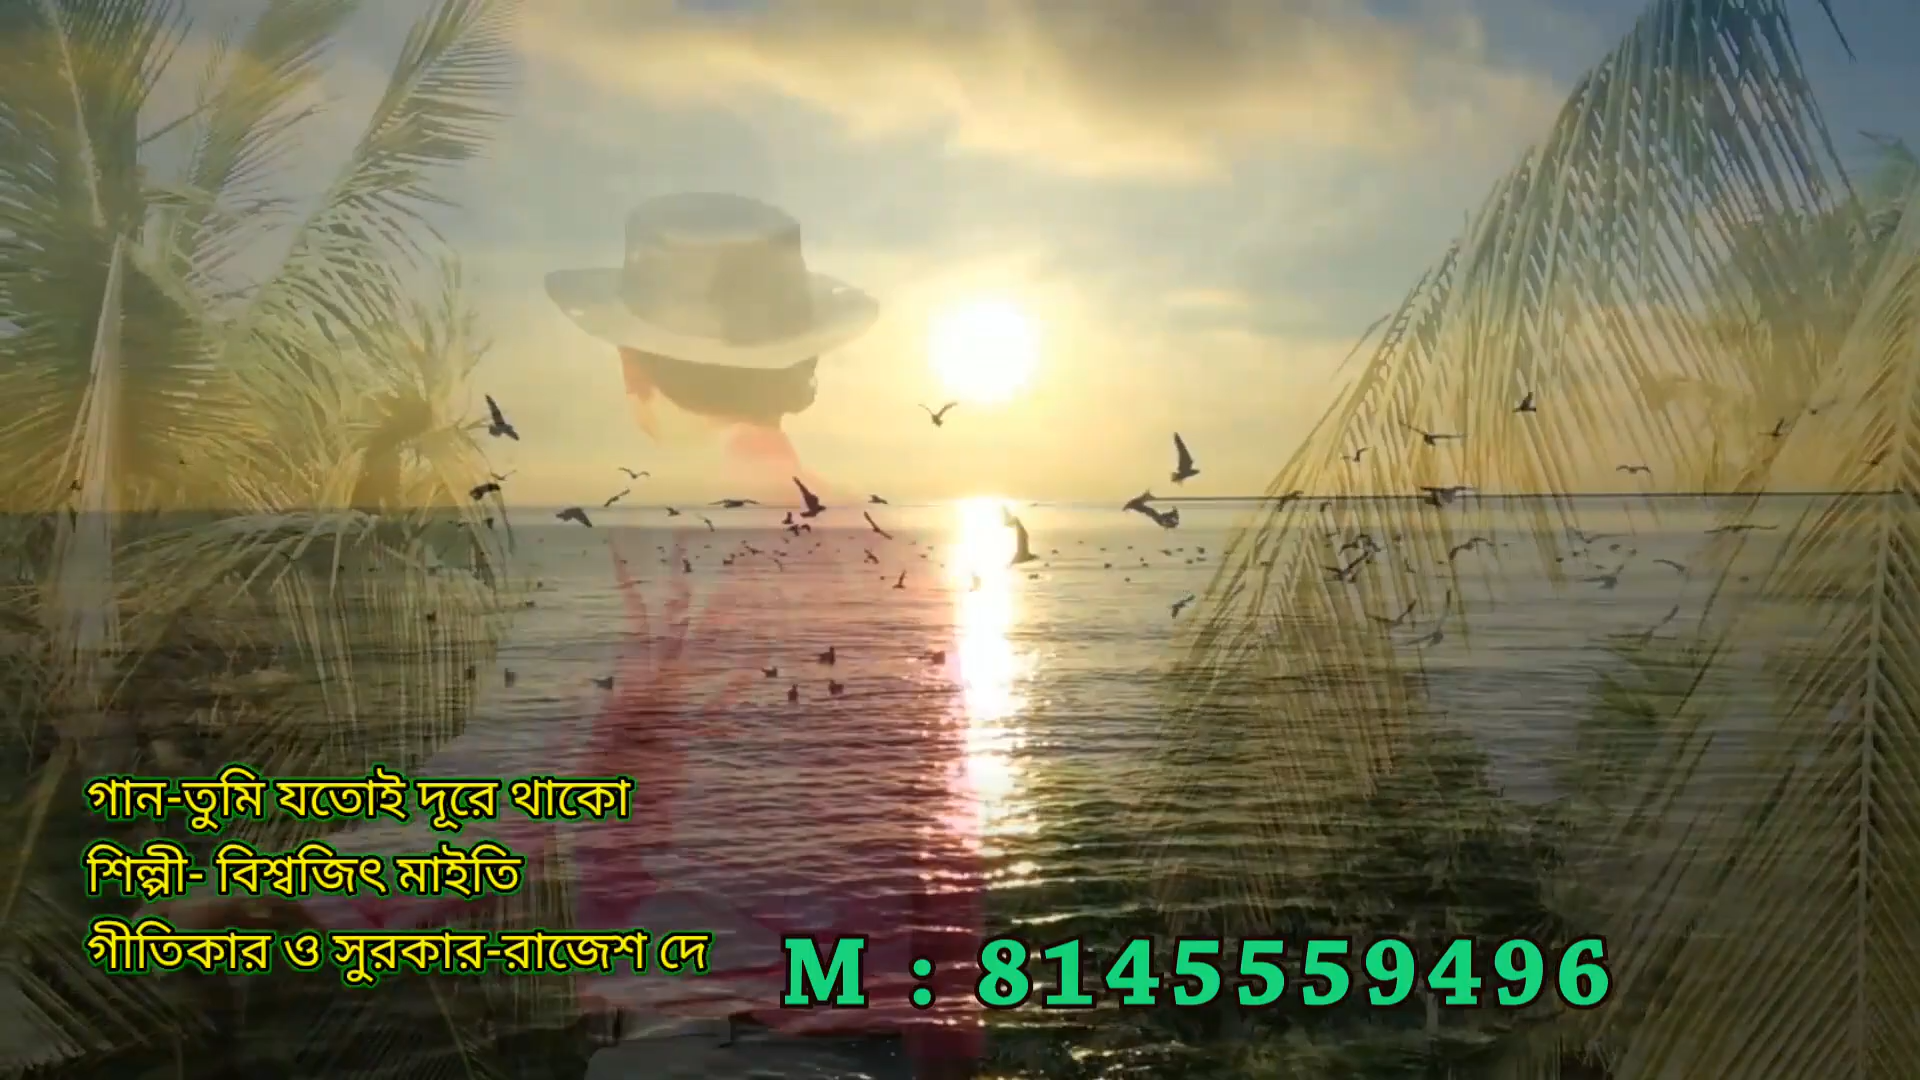 গান-তুমি যতোই দূরে থাকো
শিল্পী- বিশ্বজিৎ মাইতি
গীতিকার ও সুরকার-রাজেশ দে
M : 8145559496